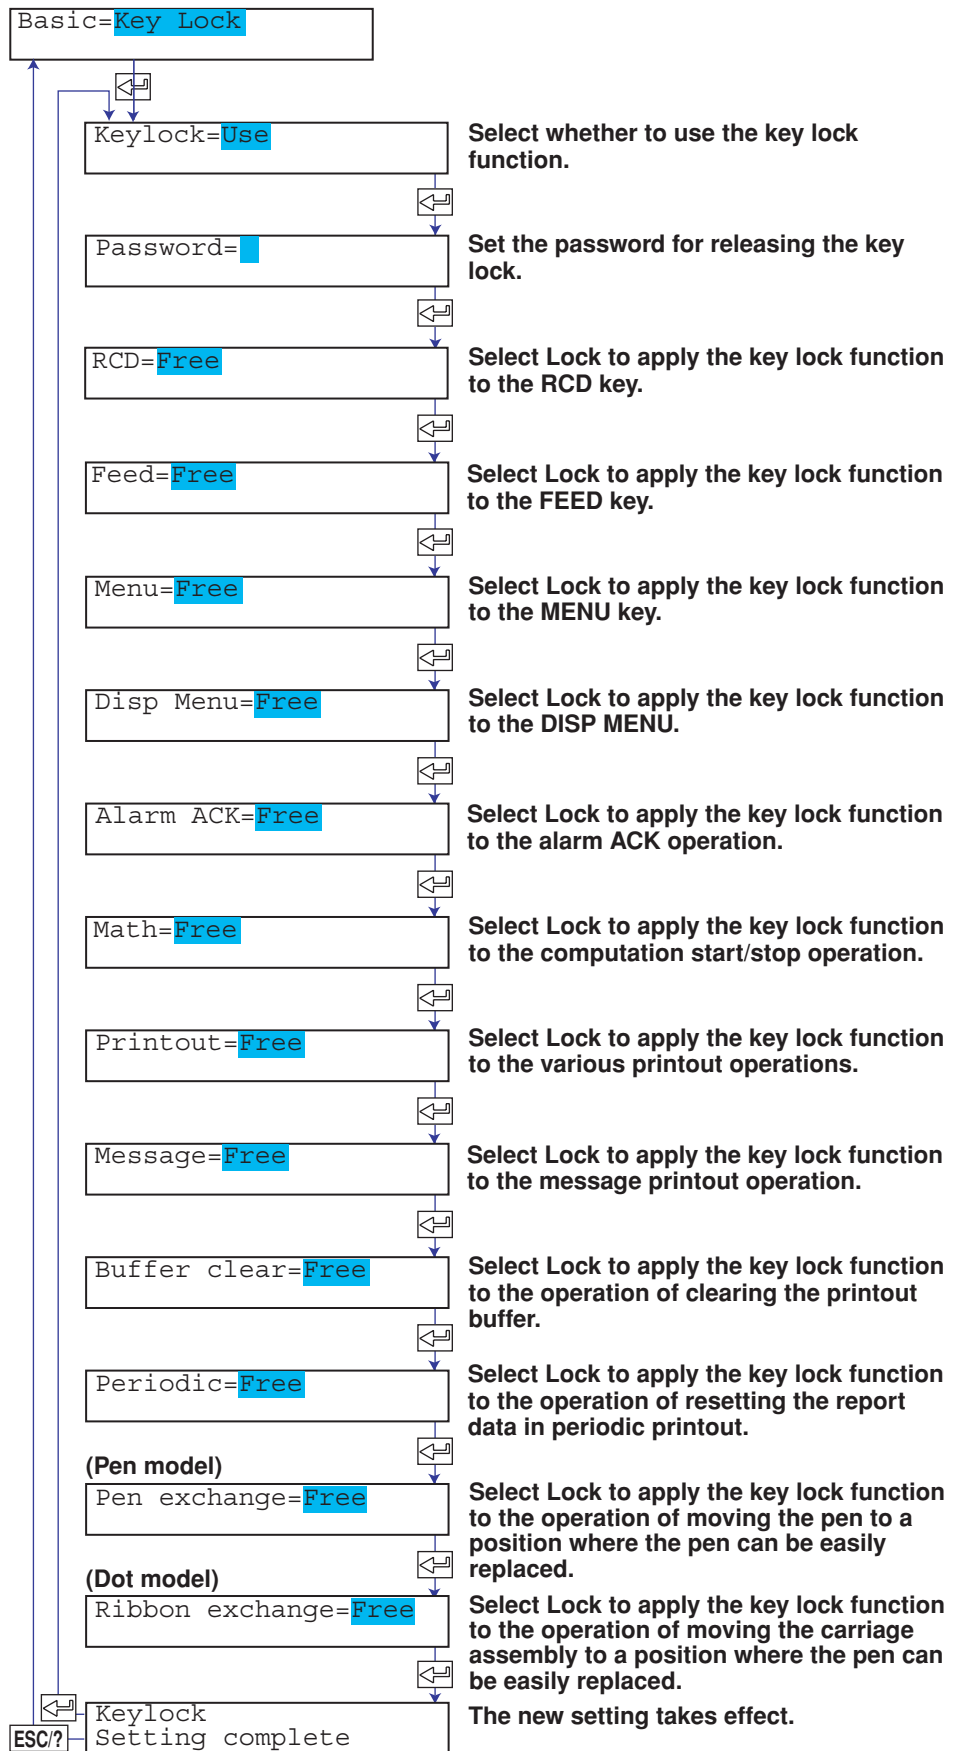 Basic=Key Lock
Keylock=Use
Select whether to use the key lock
function.
Password=
Set the password for releasing the key
lock.
RCD=Free
Select Lock to apply the key lock function
to the RCD key.
Feed=Free
Select Lock to apply the key lock function
to the FEED key.
Menu=Free
Select Lock to apply the key lock function
to the MENU key.
Disp Menu=Free
Select Lock to apply the key lock function
to the DISP MENU.
Alarm ACK=Free
Select Lock to apply the key lock function
to the alarm ACK operation.
Math=Free
Select Lock to apply the key lock function
to the computation start/stop operation.
Printout=Free
Select Lock to apply the key lock function
to the various printout operations.
Message=Free
Select Lock to apply the key lock function
to the message printout operation.
Buffer clear=Free
Select Lock to apply the key lock function
to the operation of clearing the printout
buffer.
Periodic=Free
Select Lock to apply the key lock function
to the operation of resetting the report
data in periodic printout.
(Pen model)
Pen exchange=Free
Select Lock to apply the key lock function
to the operation of moving the pen to a
position where the pen can be easily
replaced.
(Dot model)
Ribbon exchange=Free
Select Lock to apply the key lock function
to the operation of moving the carriage
assembly to a position where the pen can
be easily replaced.
Keylock
Setting complete
The new setting takes effect.
ESC/?